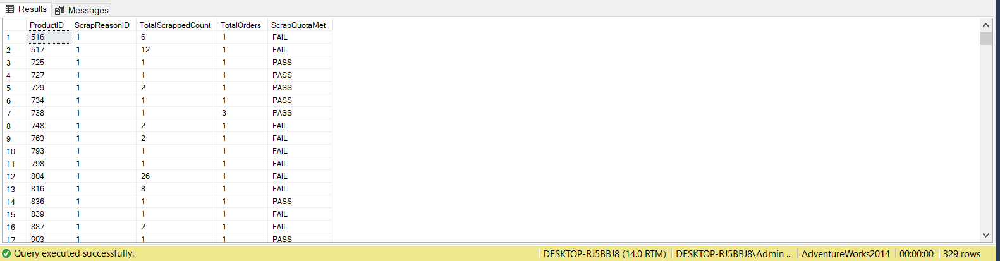 Results Messages
ProductID ScrapReasonID TotalScrappedCount TotalOrders ScrapQuotaMet
1 516 1 6 1 FAIL
2 517 1 12 1 FAIL
3 725 1 1 1 PASS
4 727 1 1 1 PASS
5 729 1 2 1 PASS
6 734 1 1 1 PASS
7 738 1 1 3 PASS
8 748 1 2 1 FAIL
9 763 1 2 1 FAIL
10 793 1 1 1 FAIL
11 798 1 1 1 FAIL
12 804 1 26 1 FAIL
13 816 1 8 1 FAIL
14 836 1 1 1 PASS
15 839 1 1 1 FAIL
16 887 1 2 1 FAIL
17 903 1 1 1 PASS
Query executed successfully. DESKTOP-RJ5BBJ8 (14.0 RTM) DESKTOP-RJ5BBJ8\Admin ... AdventureWorks2014 00:00:00 329 rows